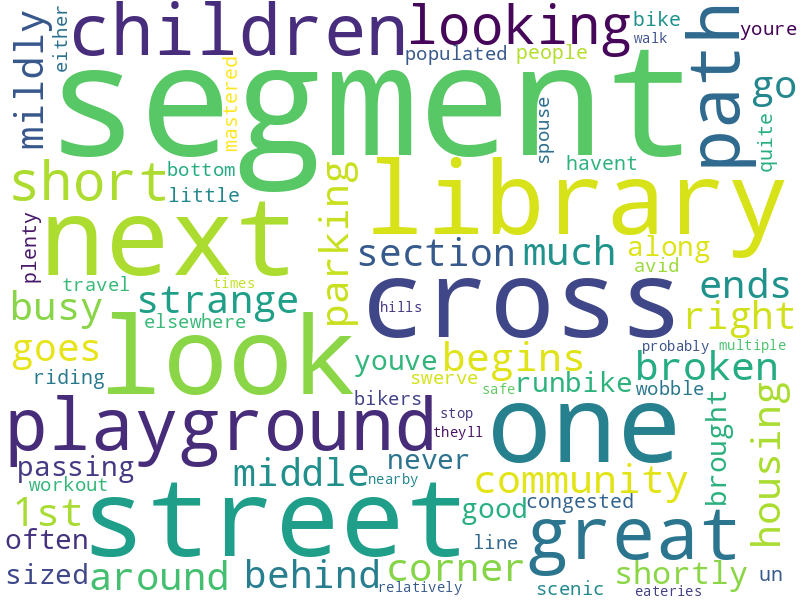 children
looking
bike
walk
youre
either
mildly
populated
people
path
go
segment
mastered
spouse
quite
havent
short
bottom
little
parking
library
next
plenty
section
much
along
avid
travel
times
ends
strange
hills
cross
busy
elsewhere
look
right
goes
youve
begins
probably
multiple
riding
swerve
safe
runbike
broken
wobble
playground
bikers
stop
theyll
one
housing
passing
middle
never
nearby
community
brought
workout
1st
street
good
congested
great
often
line
sized
around
behind
corner
relatively
scenic
shortly
eateries
un